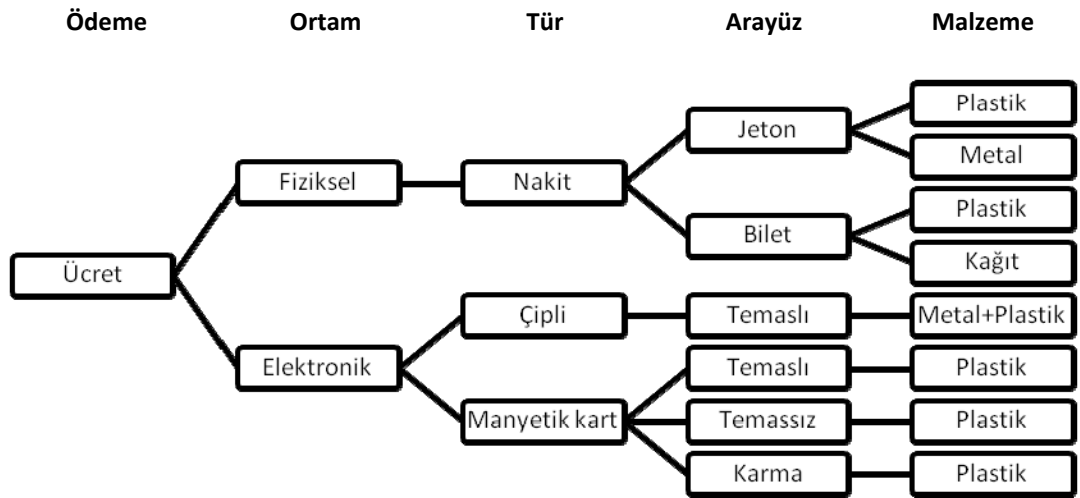 Ödeme Ortam Tür Arayüz Malzeme
Plastik
Jeton
Metal
Fiziksel Nakit
Plastik
Bilet
Kağıt
Ücret
Çipli Temaslı Metal+Plastik
Elektronik Temaslı Plastik
Manyetik kart Temassız Plastik
Karma Plastik